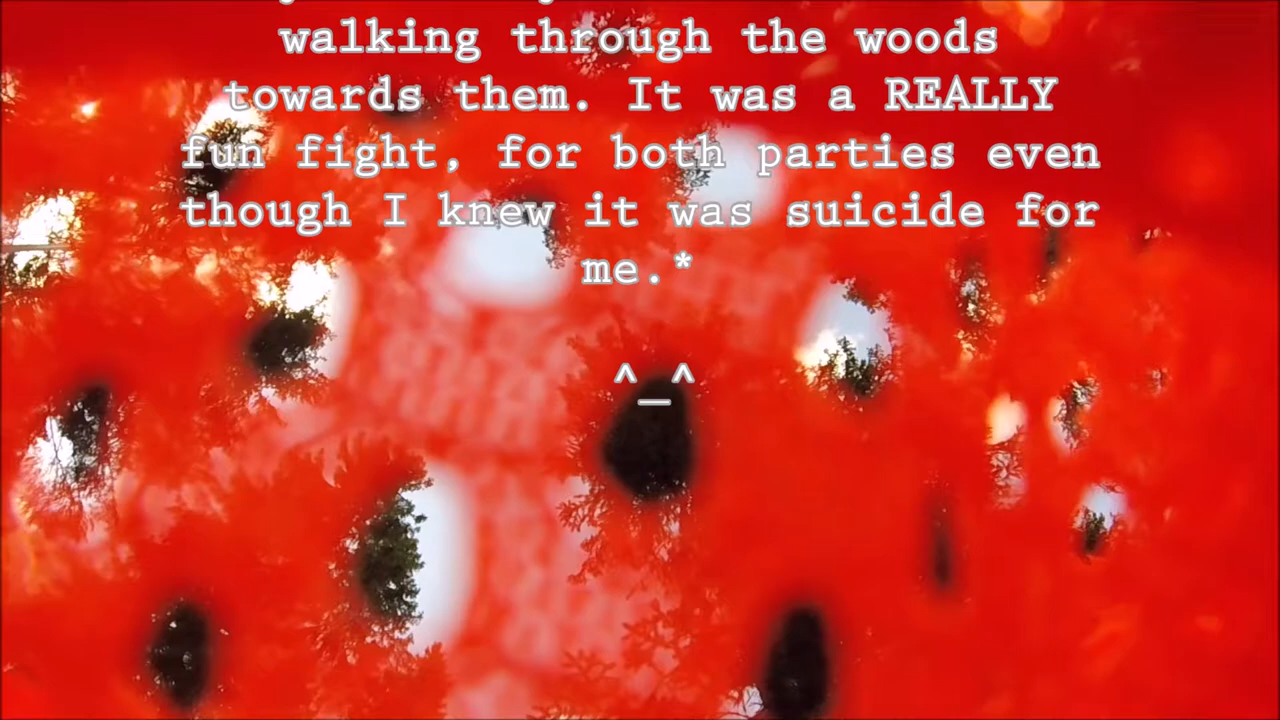 walking through the woods
towards them. It was a REALLY
fun fight, for both parties even
though I knew it was suicide for
me.*
^_^